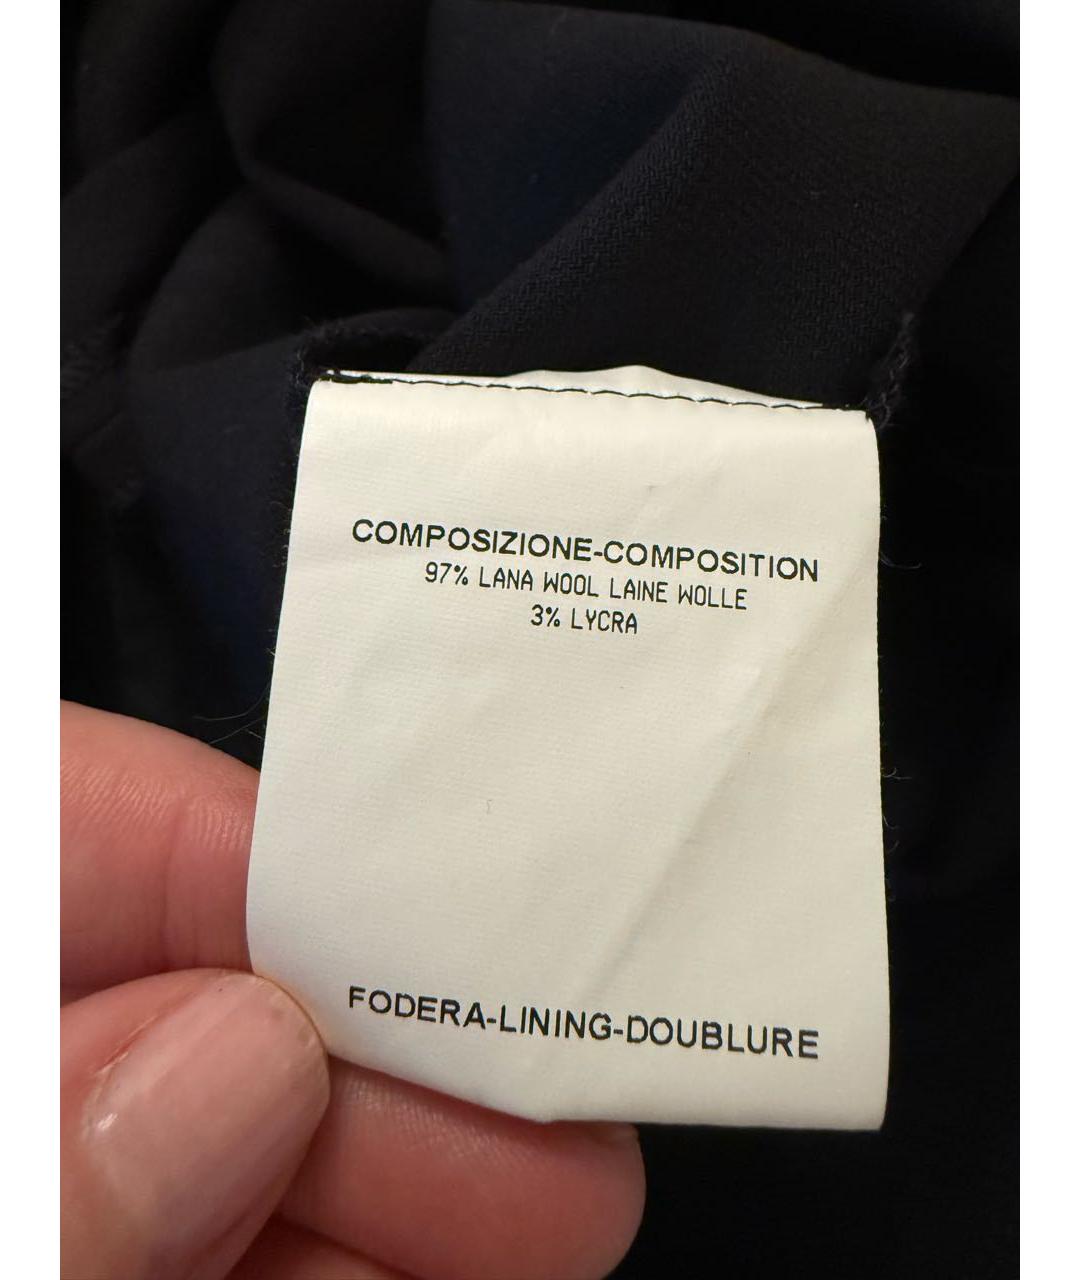 COMPOSIZIONE-COMPOSITION
97% LANA WOOL LAINE WOLLE
3% LYCRA
FODERA-LINING-DOUBLURE